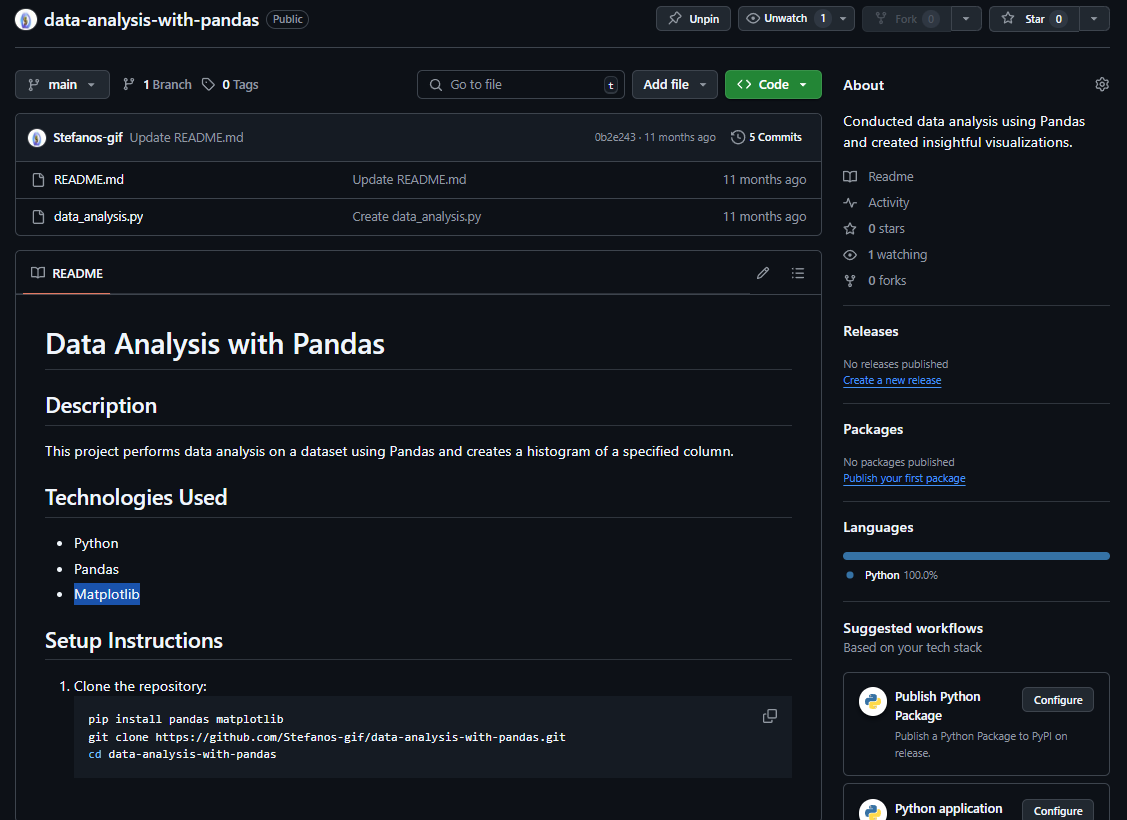 data-analysis-with-pandas Public
Unpin
Unwatch 1
Fork 0
Star 0
main
1 Branch
0 Tags
Go to file t
Add file
Code
Stefanos-gif Update README.md
0b2e243 · 11 months ago
5 Commits
README.md Update README.md 11 months ago
data_analysis.py Create data_analysis.py 11 months ago
README
Data Analysis with Pandas
Description
This project performs data analysis on a dataset using Pandas and creates a histogram of a specified column.
Technologies Used
• Python
• Pandas
• Matplotlib
Setup Instructions
1. Clone the repository:
pip install pandas matplotlib
git clone https://github.com/Stefanos-gif/data-analysis-with-pandas.git
cd data-analysis-with-pandas
About
Conducted data analysis using Pandas
and created insightful visualizations.
Readme
Activity
0 stars
1 watching
0 forks
Releases
No releases published
Create a new release
Packages
No packages published
Publish your first package
Languages
Python 100.0%
Suggested workflows
Based on your tech stack
Publish Python
Package
Configure
Publish a Python Package to PyPI on
release.
Python application
Configure